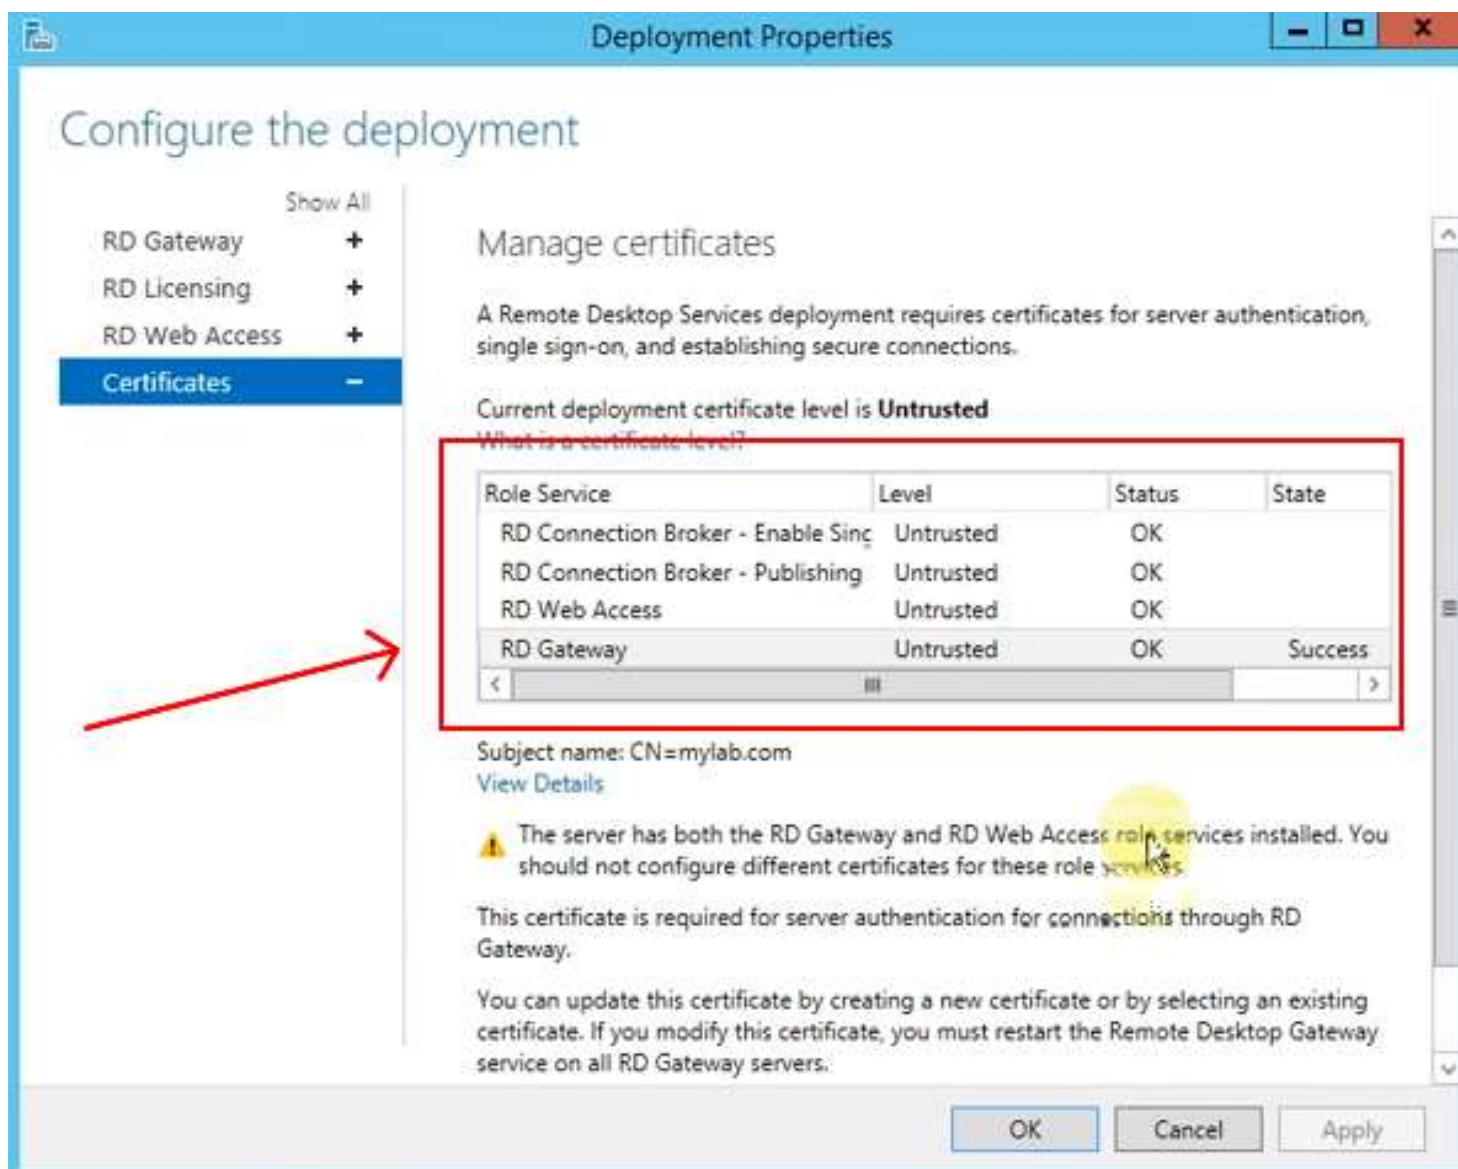 Deployment Properties
Configure the deployment
Show All
RD Gateway +
RD Licensing +
RD Web Access +
Certificates –
Manage certificates
A Remote Desktop Services deployment requires certificates for server authentication,
single sign-on, and establishing secure connections.
Current deployment certificate level is Untrusted
What is a certificate level?
Role Service Level Status State
RD Connection Broker - Enable Sing Untrusted OK
RD Connection Broker - Publishing Untrusted OK
RD Web Access Untrusted OK
RD Gateway Untrusted OK Success
Subject name: CN=mylab.com
View Details
The server has both the RD Gateway and RD Web Access role services installed. You
should not configure different certificates for these role services.
This certificate is required for server authentication for connections through RD
Gateway.
You can update this certificate by creating a new certificate or by selecting an existing
certificate. If you modify this certificate, you must restart the Remote Desktop Gateway
service on all RD Gateway servers.
OK Cancel Apply